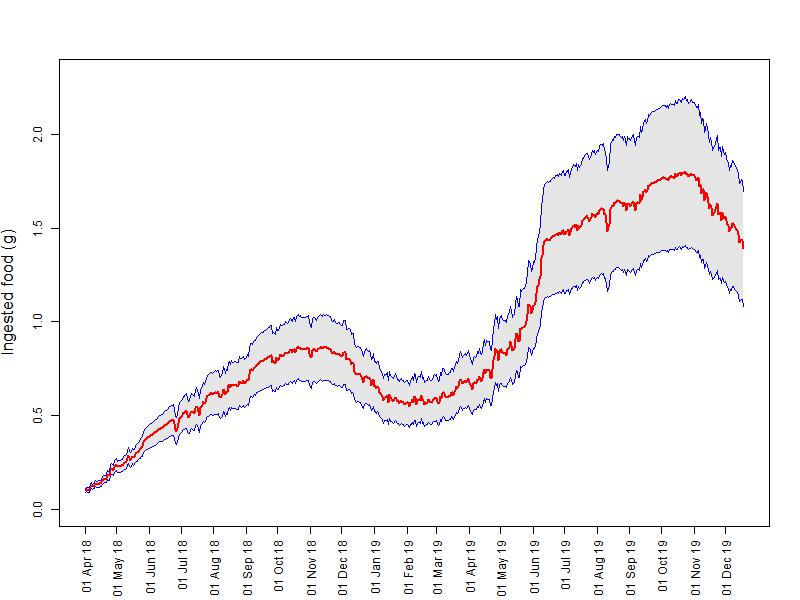 Ingested food (g)
2.0
1.5
1.0
0.5
0.0
01 Apr 18
01 May 18
01 Jun 18
01 Jul 18
01 Aug 18
01 Sep 18
01 Oct 18
01 Nov 18
01 Dec 18
01 Jan 19
01 Feb 19
01 Mar 19
01 Apr 19
01 May 19
01 Jun 19
01 Jul 19
01 Aug 19
01 Sep 19
01 Oct 19
01 Nov 19
01 Dec 19